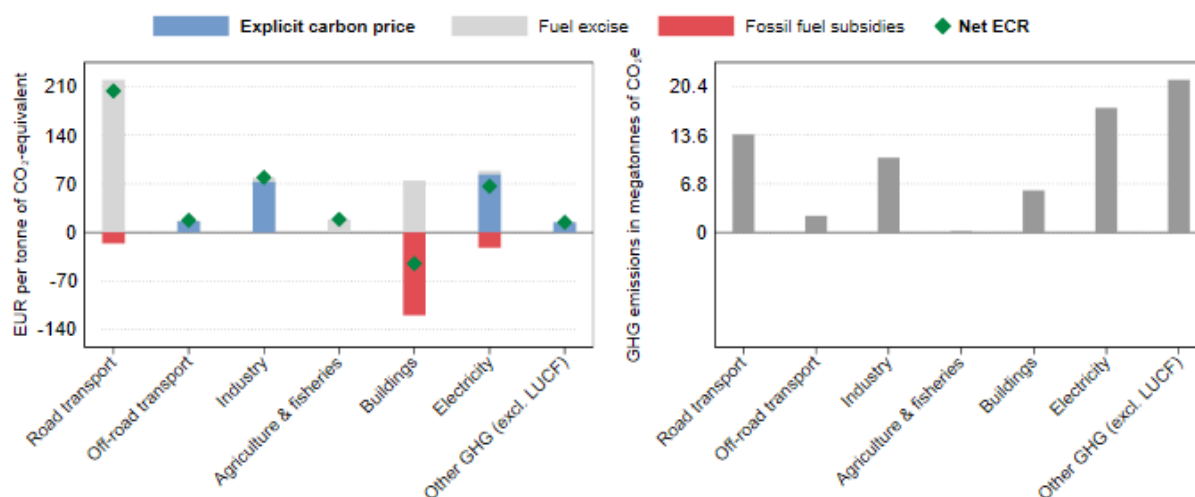 Explicit carbon price Fuel excise Fossil fuel subsidies Net ECR
EUR per tonne of CO₂-equivalent
210
140
70
0
-70
-140
Road transport
Off-road transport
Industry
Agriculture & fisheries
Buildings
Electricity
Other GHG (excl. LUCF)
GHG emissions in megatonnes of CO₂e
20.4
13.6
6.8
0
Road transport
Off-road transport
Industry
Agriculture & fisheries
Buildings
Electricity
Other GHG (excl. LUCF)